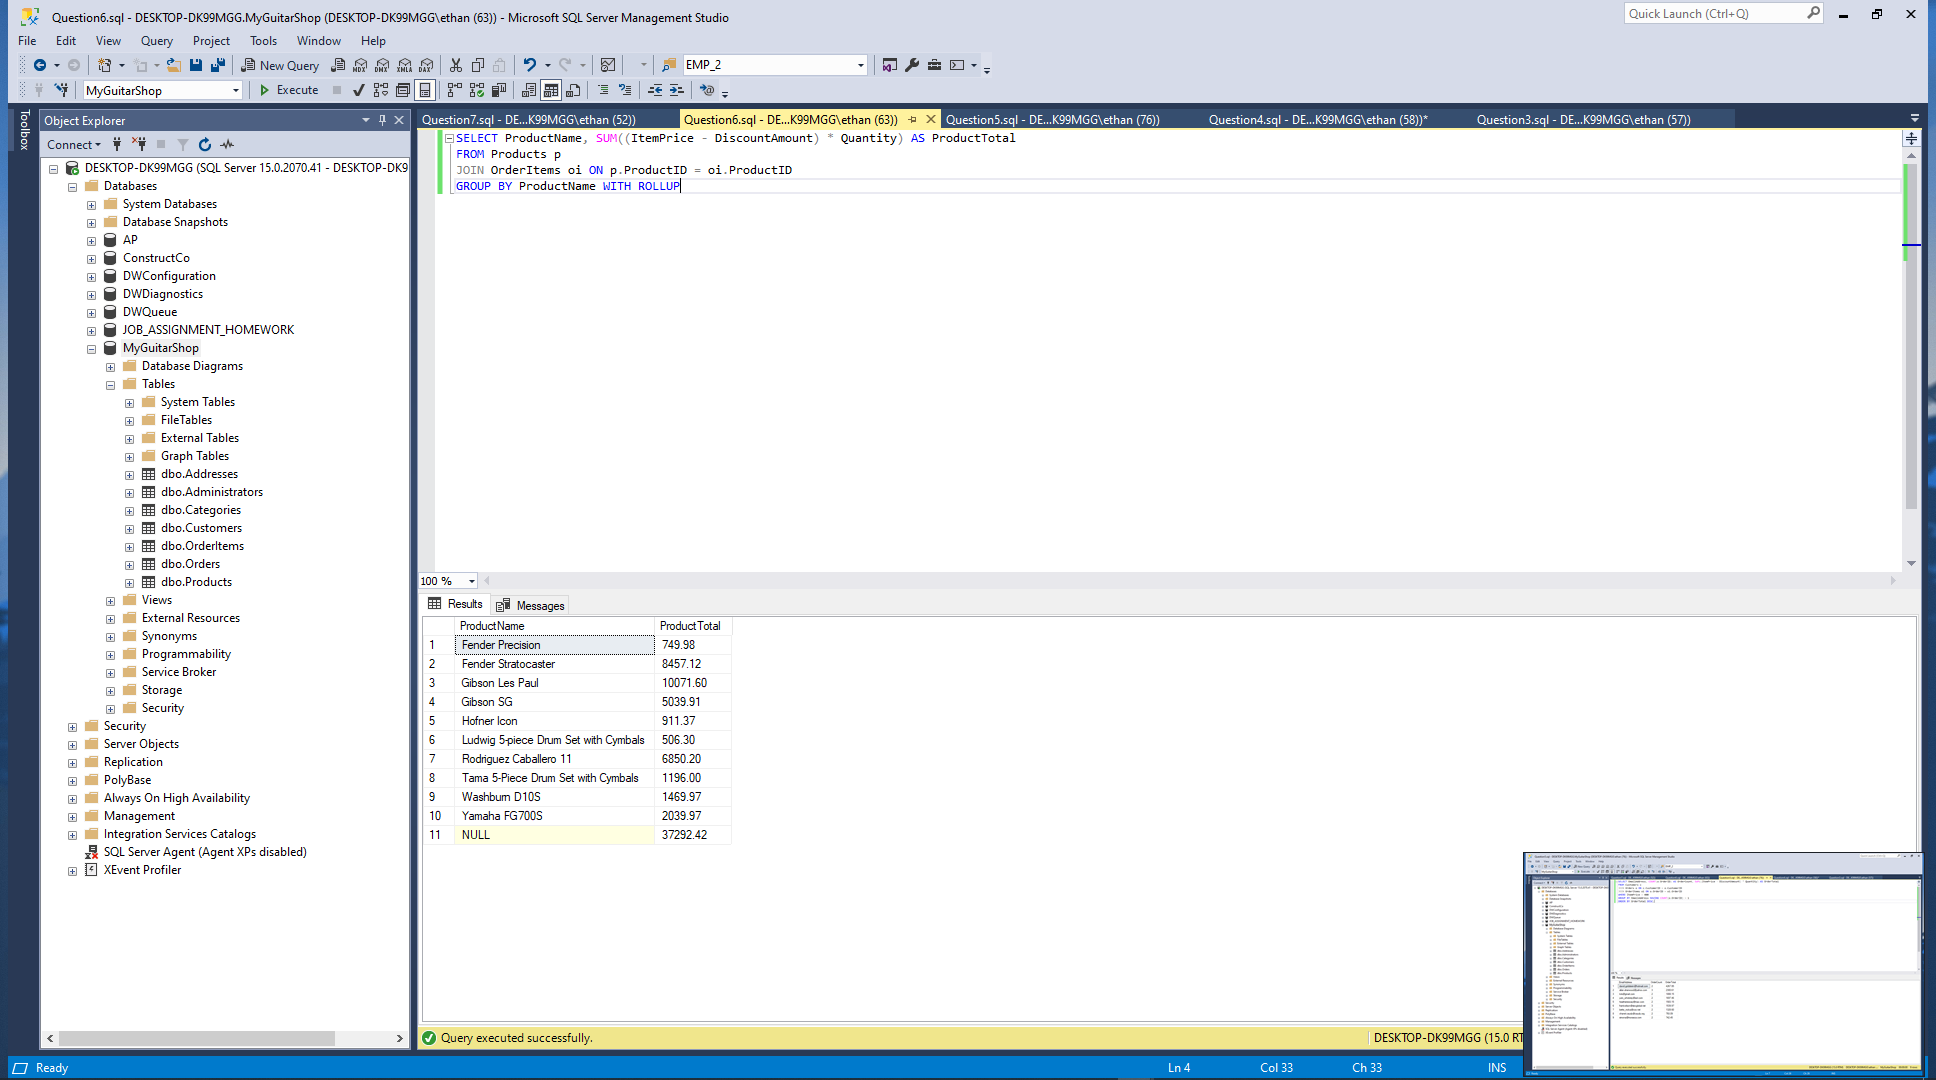 Question6.sql - DESKTOP-DK99MGG.MyGuitarShop (DESKTOP-DK99MGG\ethan (63)) - Microsoft SQL Server Management Studio
Quick Launch (Ctrl+Q)
File Edit View Query Project Tools Window Help
New Query
MDX DMX XMLA DAX
EMP_2
MyGuitarShop
Execute
Toolbox
Object Explorer
Connect
DESKTOP-DK99MGG (SQL Server 15.0.2070.41 - DESKTOP-DK9
Databases
System Databases
Database Snapshots
AP
ConstructCo
DWConfiguration
DWDiagnostics
DWQueue
JOB_ASSIGNMENT_HOMEWORK
MyGuitarShop
Database Diagrams
Tables
System Tables
FileTables
External Tables
Graph Tables
dbo.Addresses
dbo.Administrators
dbo.Categories
dbo.Customers
dbo.OrderItems
dbo.Orders
dbo.Products
Views
External Resources
Synonyms
Programmability
Service Broker
Storage
Security
Security
Server Objects
Replication
PolyBase
Always On High Availability
Management
Integration Services Catalogs
SQL Server Agent (Agent XPs disabled)
XEvent Profiler
Question7.sql - DE...K99MGG\ethan (52))
Question6.sql - DE...K99MGG\ethan (63))
Question5.sql - DE...K99MGG\ethan (76))
Question4.sql - DE...K99MGG\ethan (58))*
Question3.sql - DE...K99MGG\ethan (57))
SELECT ProductName, SUM((ItemPrice - DiscountAmount) * Quantity) AS ProductTotal
FROM Products p
JOIN OrderItems oi ON p.ProductID = oi.ProductID
GROUP BY ProductName WITH ROLLUP
100 %
Results Messages
ProductName ProductTotal
1 Fender Precision 749.98
2 Fender Stratocaster 8457.12
3 Gibson Les Paul 10071.60
4 Gibson SG 5039.91
5 Hofner Icon 911.37
6 Ludwig 5-piece Drum Set with Cymbals 506.30
7 Rodriguez Caballero 11 6850.20
8 Tama 5-Piece Drum Set with Cymbals 1196.00
9 Washburn D10S 1469.97
10 Yamaha FG700S 2039.97
11 NULL 37292.42
Query executed successfully.
DESKTOP-DK99MGG (15.0 RT
Ready
Ln 4 Col 33 Ch 33 INS